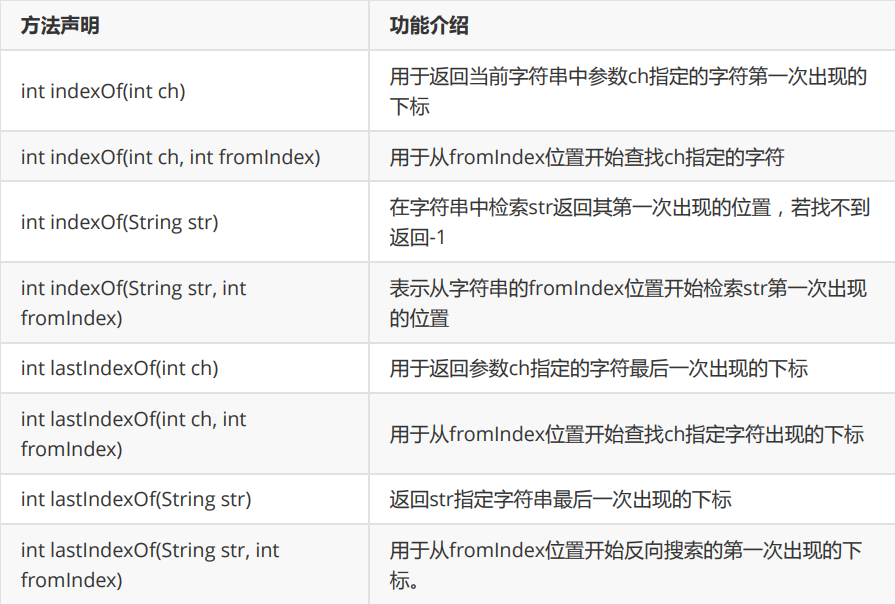 方法声明
功能介绍
int indexOf(int ch)
用于返回当前字符串中参数ch指定的字符第一次出现的
下标
int indexOf(int ch, int fromIndex)
用于从fromIndex位置开始查找ch指定的字符
int indexOf(String str)
在字符串中检索str返回其第一次出现的位置，若找不到
返回-1
int indexOf(String str, int
fromIndex)
表示从字符串的fromIndex位置开始检索str第一次出现
的位置
int lastIndexOf(int ch)
用于返回参数ch指定的字符最后一次出现的下标
int lastIndexOf(int ch, int
fromIndex)
用于从fromIndex位置开始查找ch指定字符出现的下标
int lastIndexOf(String str)
返回str指定字符串最后一次出现的下标
int lastIndexOf(String str, int
fromIndex)
用于从fromIndex位置开始反向搜索的第一次出现的下
标。